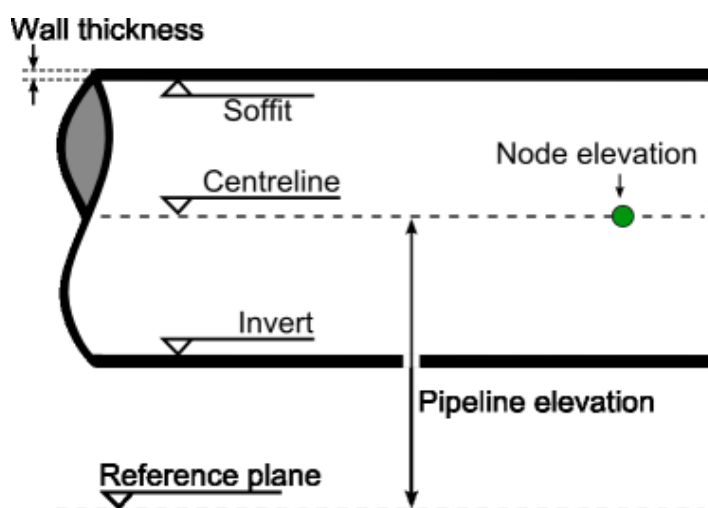 Wall thickness
Soffit
Node elevation
Centreline
Invert
Pipeline elevation
Reference plane